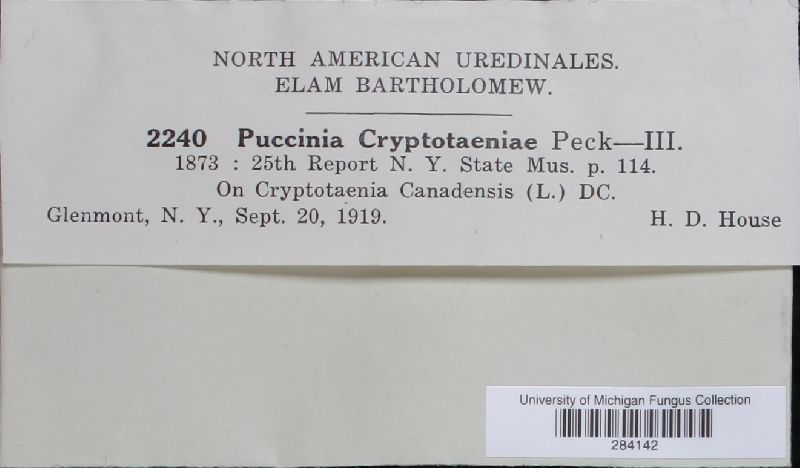 NORTH AMERICAN UREDINALES.
ELAM BARTHOLOMEW.
2240 Puccinia Cryptotaeniae Peck—III.
1873 : 25th Report N. Y. State Mus. p. 114.
On Cryptotaenia Canadensis (L.) DC.
Glenmont, N. Y., Sept. 20, 1919. H. D. House
University of Michigan Fungus Collection
284142